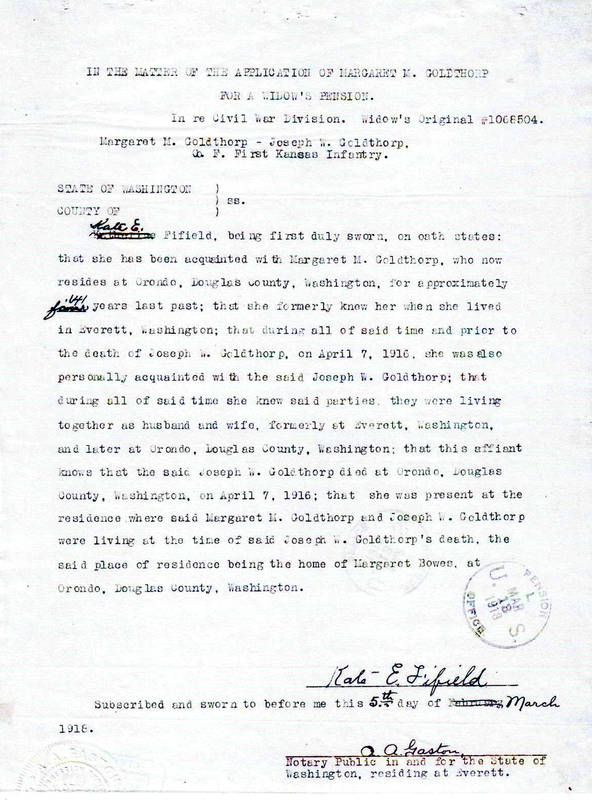 IN THE MATTER OF THE APPLICATION OF MARGARET M. GOLDTHORP
FOR A WIDOW'S PENSION.
In re Civil War Division. Widow's Original #1068504.
Margaret M. Goldthorp - Joseph W. Goldthorp,
Co. F. First Kansas Infantry.
STATE OF WASHINGTON )
) ss.
COUNTY OF )
Kate E.
Fifield, being first duly sworn, on oath states:
that she has been acquainted with Margaret M. Goldthorp, who now
resides at Orondo, Douglas County, Washington, for approximately
14 years last past; that she formerly knew her when she lived
in Everett, Washington; that during all of said time and prior to
the death of Joseph W. Goldthorp, on April 7, 1916, she was also
personally acquainted with the said Joseph W. Goldthorp; that
during all of said time she knew said parties, they were living
together as husband and wife, formerly at Everett, Washington,
and later at Orondo, Douglas County, Washington; that this affiant
knows that the said Joseph W. Goldthorp died at Orondo, Douglas
County, Washington, on April 7, 1916; that she was present at the
residence where said Margaret M. Goldthorp and Joseph W. Goldthorp
were living at the time of said Joseph W. Goldthorp's death, the
said place of residence being the home of Margaret Bowes, at
Orondo, Douglas County, Washington.
U. S. PENSION OFFICE
MAR 18 1918
Kate E. Fifield
Subscribed and sworn to before me this 5th day of February March
1918.
A. A. Gaston,
Notary Public in and for the State of
Washington, residing at Everett.